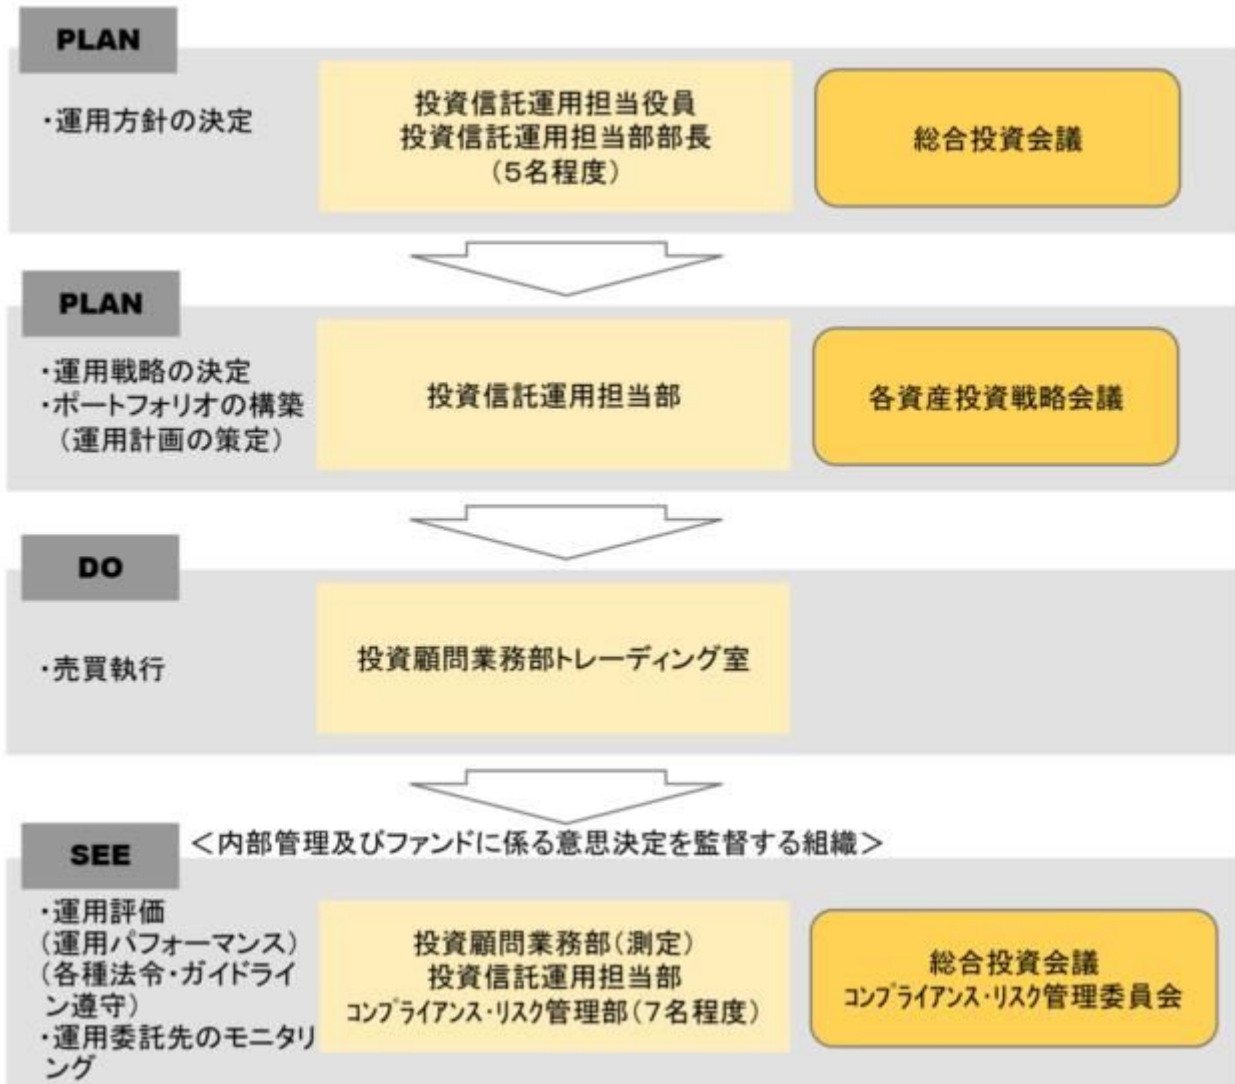 PLAN
・運用方針の決定
投資信託運用担当役員
投資信託運用担当部部長
(5名程度)
総合投資会議
PLAN
・運用戦略の決定
・ポートフォリオの構築
(運用計画の策定)
投資信託運用担当部
各資産投資戦略会議
DO
・売買執行
投資顧問業務部トレーディング室
SEE
＜内部管理及びファンドに係る意思決定を監督する組織＞
・運用評価
(運用パフォーマンス)
(各種法令・ガイドライ
ン遵守)
・運用委託先のモニタリ
ング
投資顧問業務部(測定)
投資信託運用担当部
コンプライアンス・リスク管理部(7名程度)
総合投資会議
コンプライアンス・リスク管理委員会